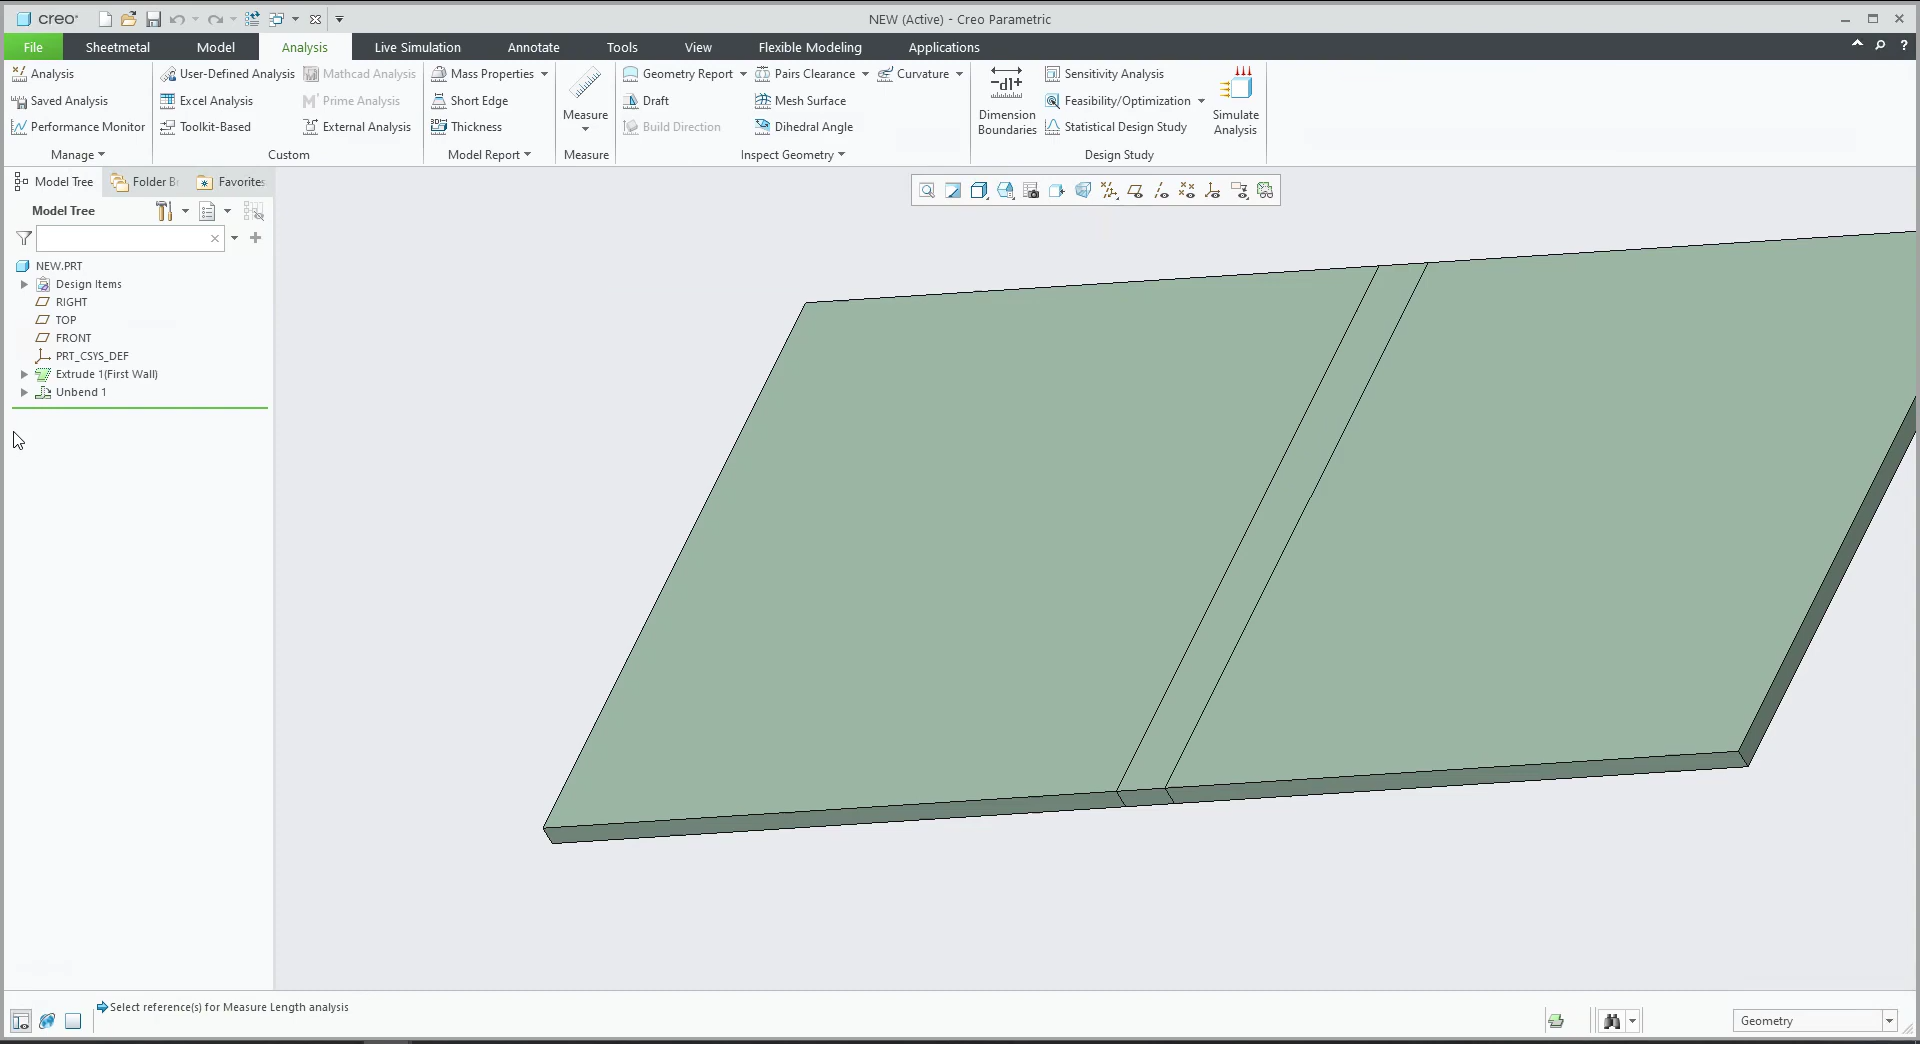 creo
NEW (Active) - Creo Parametric
File Sheetmetal Model Analysis Live Simulation Annotate Tools View Flexible Modeling Applications
Analysis User-Defined Analysis Mathcad Analysis Mass Properties Geometry Report Pairs Clearance Curvature Sensitivity Analysis
Saved Analysis Excel Analysis Prime Analysis Short Edge Measure Draft Mesh Surface Dimension Boundaries Feasibility/Optimization Simulate Analysis
Performance Monitor Toolkit-Based External Analysis Thickness Build Direction Dihedral Angle Statistical Design Study
Manage Custom Model Report Measure Inspect Geometry Design Study
Model Tree Folder B Favorites
Model Tree
NEW.PRT
Design Items
RIGHT
TOP
FRONT
PRT_CSYS_DEF
Extrude 1(First Wall)
Unbend 1
Select reference(s) for Measure Length analysis
Geometry